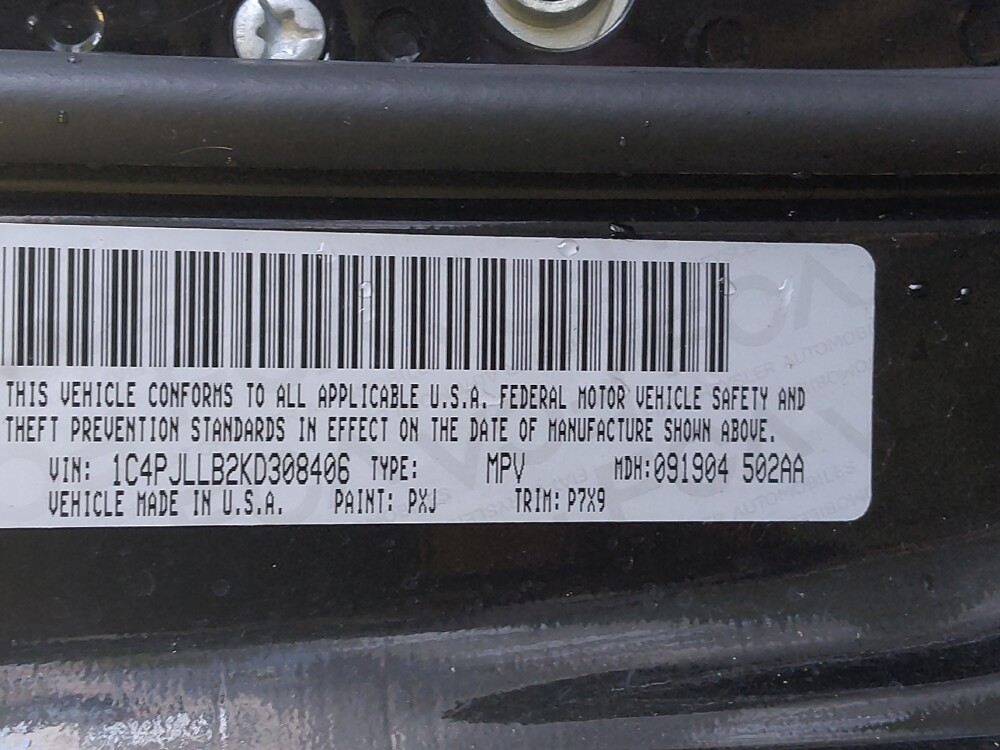 THIS VEHICLE CONFORMS TO ALL APPLICABLE U.S.A. FEDERAL MOTOR VEHICLE SAFETY AND
THEFT PREVENTION STANDARDS IN EFFECT ON THE DATE OF MANUFACTURE SHOWN ABOVE.
VIN: 1C4PJLLB2KD308406 TYPE: MPV MDH:091904 502AA
VEHICLE MADE IN U.S.A. PAINT: PXJ TRIM: P7X9